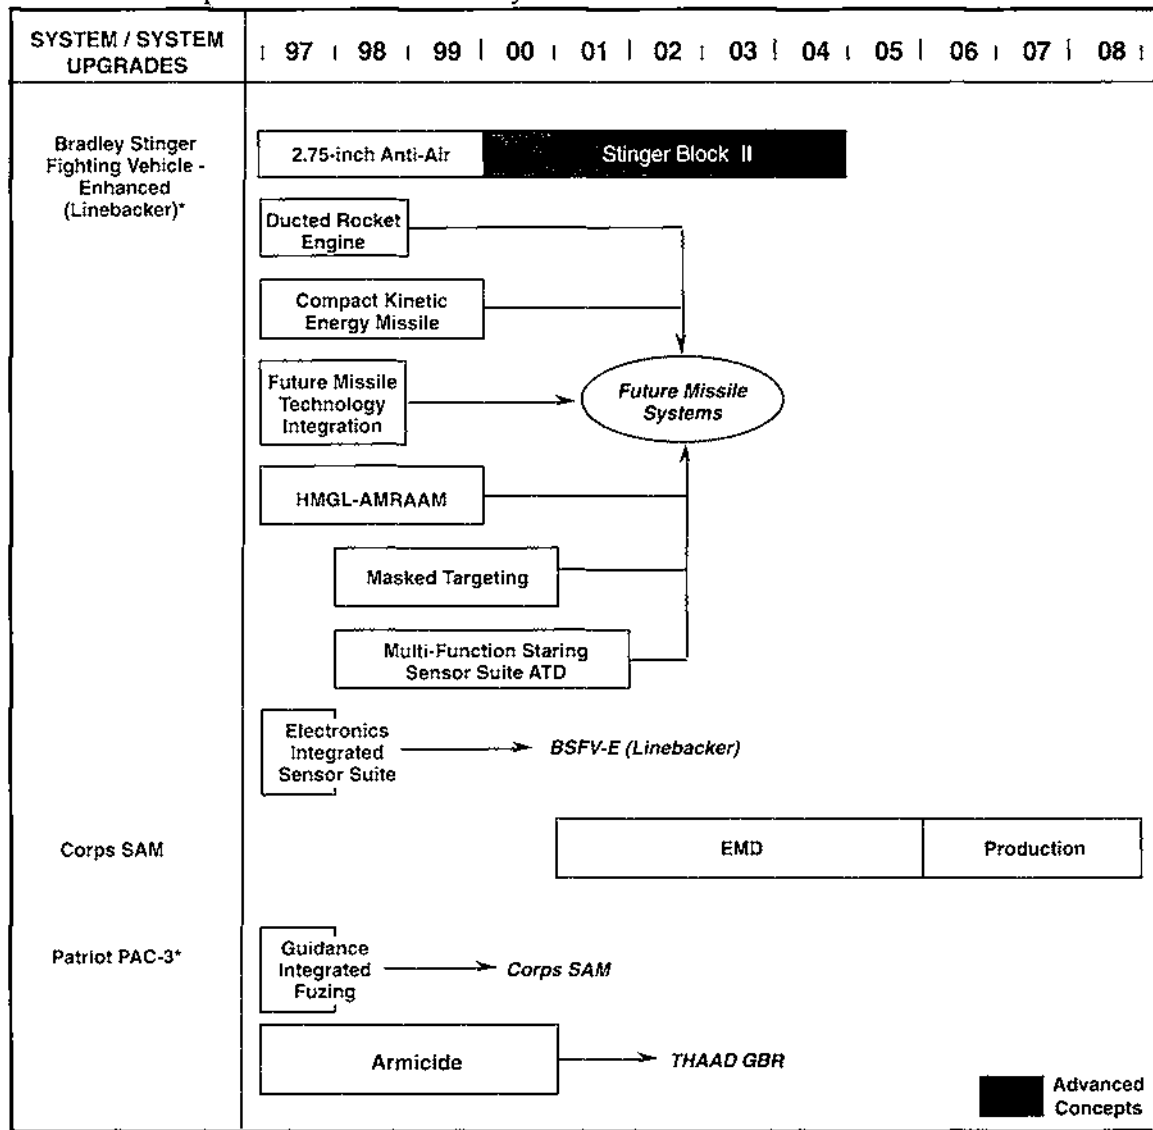 SYSTEM / SYSTEM
UPGRADES
97 98 99 00 01 02 03 04 05 06 07 08
Bradley Stinger
Fighting Vehicle -
Enhanced
(Linebacker)*
2.75-inch Anti-Air
Stinger Block II
Ducted Rocket
Engine
Compact Kinetic
Energy Missile
Future Missile
Technology
Integration
Future Missile
Systems
HMGL-AMRAAM
Masked Targeting
Multi-Function Staring
Sensor Suite ATD
Electronics
Integrated
Sensor Suite
BSFV-E (Linebacker)
Corps SAM
EMD
Production
Patriot PAC-3*
Guidance
Integrated
Fuzing
Corps SAM
Armicide
THAAD GBR
Advanced
Concepts